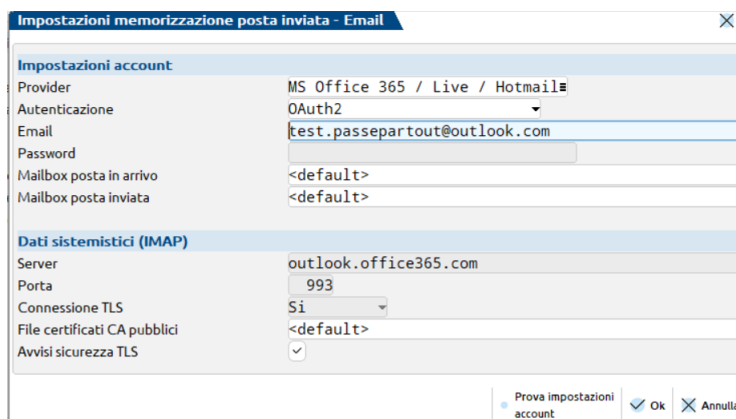 Impostazioni memorizzazione posta inviata - Email
Impostazioni account
Provider MS Office 365 / Live / Hotmail
Autenticazione OAuth2
Email test.passepartout@outlook.com
Password
Mailbox posta in arrivo <default>
Mailbox posta inviata <default>
Dati sistemistici (IMAP)
Server outlook.office365.com
Porta 993
Connessione TLS Si
File certificati CA pubblici <default>
Avvisi sicurezza TLS
Prova impostazioni
account
Ok
Annulla